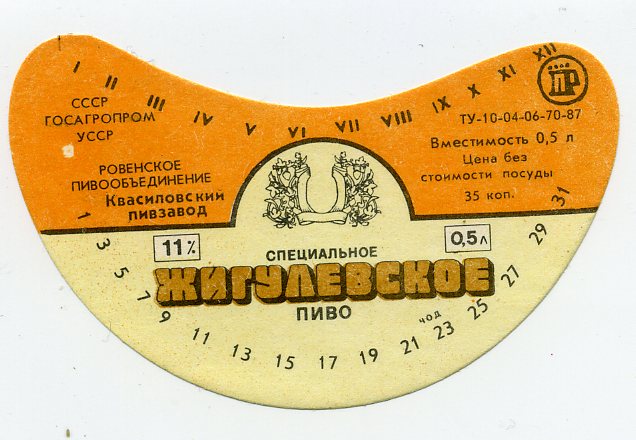 I II III IV V VI VII VIII IX X XI XII
СССР
ГОСАГРОПРОМ
УССР
РОВЕНСКОЕ
ПИВООБЪЕДИНЕНИЕ
Квасиловский
пивзавод
ПР
ТУ-10-04-06-70-87
Вместимость 0,5 л
Цена без
стоимости посуды
35 коп.
11%
0,5л
СПЕЦИАЛЬНОЕ
ЖИГУЛЕВСКОЕ
ПИВО
чод
1 3 5 7 9 11 13 15 17 19 21 23 25 27 29 31